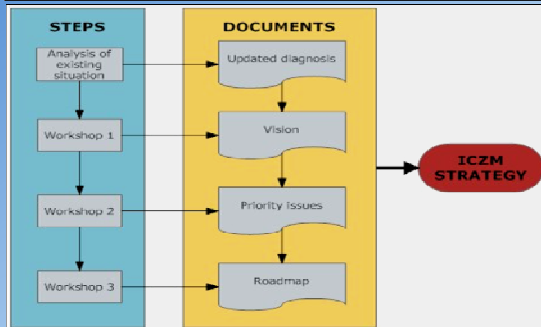 STEPS
DOCUMENTS
Analysis of
existing
situation
Updated diagnosis
Workshop 1
Vision
ICZM
STRATEGY
Workshop 2
Priority issues
Workshop 3
Roadmap